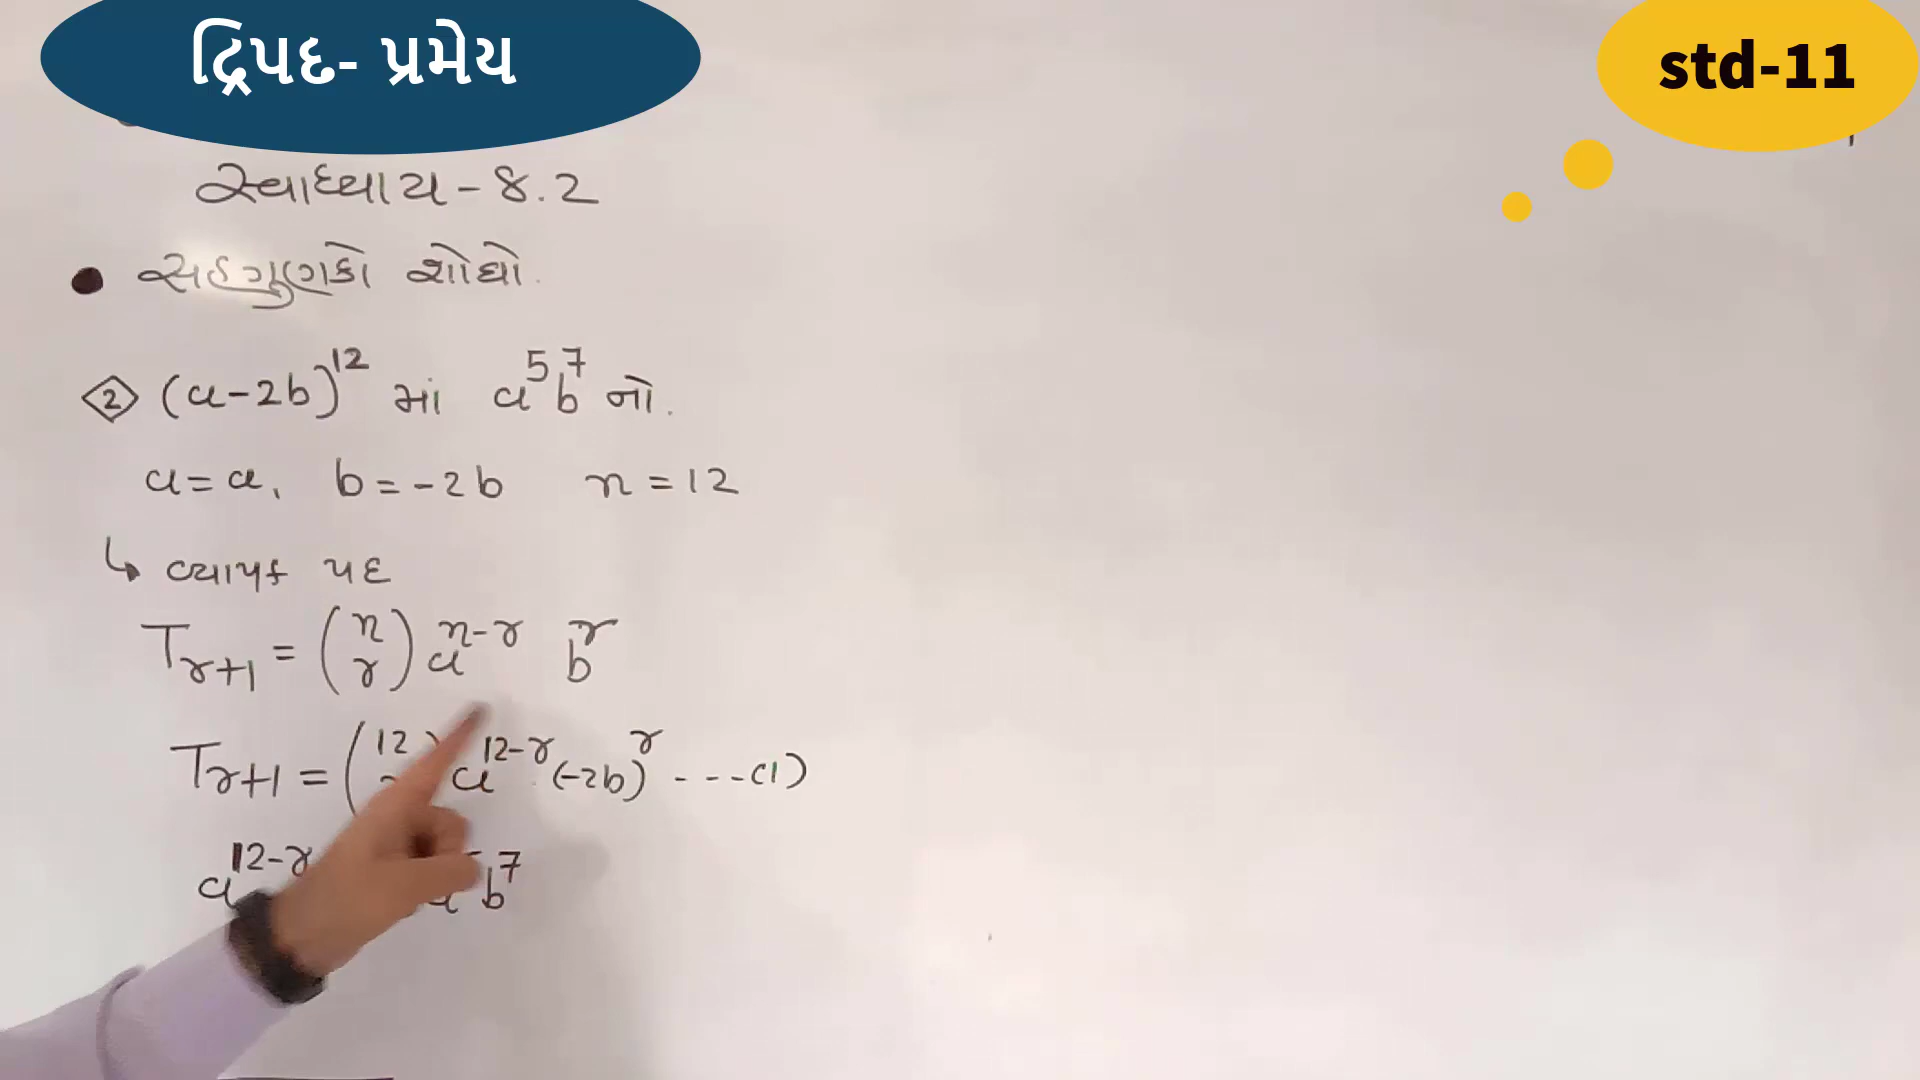 દ્વિપદ- પ્રમેય
std-11
સ્વાધ્યાય - 8.2
સહગુણકો શોધો.
2 (a-2b)^12 માં a^5 b^7 નો.
a = a, b = -2b n = 12
↳ વ્યાપક પદ
T_{r+1} = (n r) a^{n-r} b^r
T_{r+1} = (12 a^{12-r} . (-2b)^r ---(1)
a^{12-r} b^7